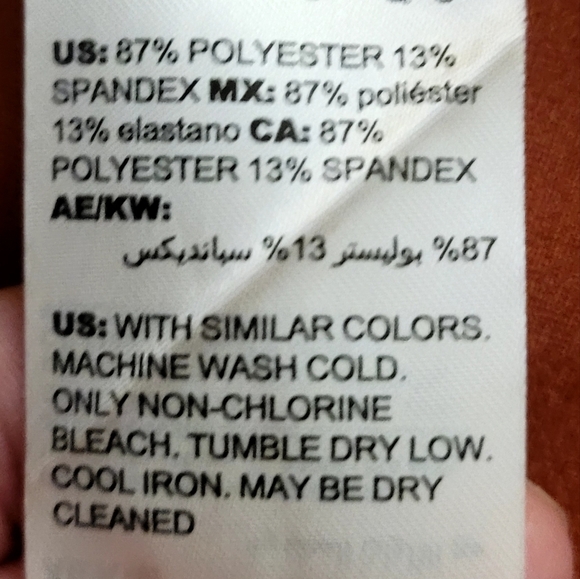 US: 87% POLYESTER 13%
SPANDEX MX: 87% poliéster
13% elastano CA: 87%
POLYESTER 13% SPANDEX
AE/KW:
87% بوليستر 13% سبانديكس
US: WITH SIMILAR COLORS.
MACHINE WASH COLD.
ONLY NON-CHLORINE
BLEACH. TUMBLE DRY LOW.
COOL IRON. MAY BE DRY
CLEANED